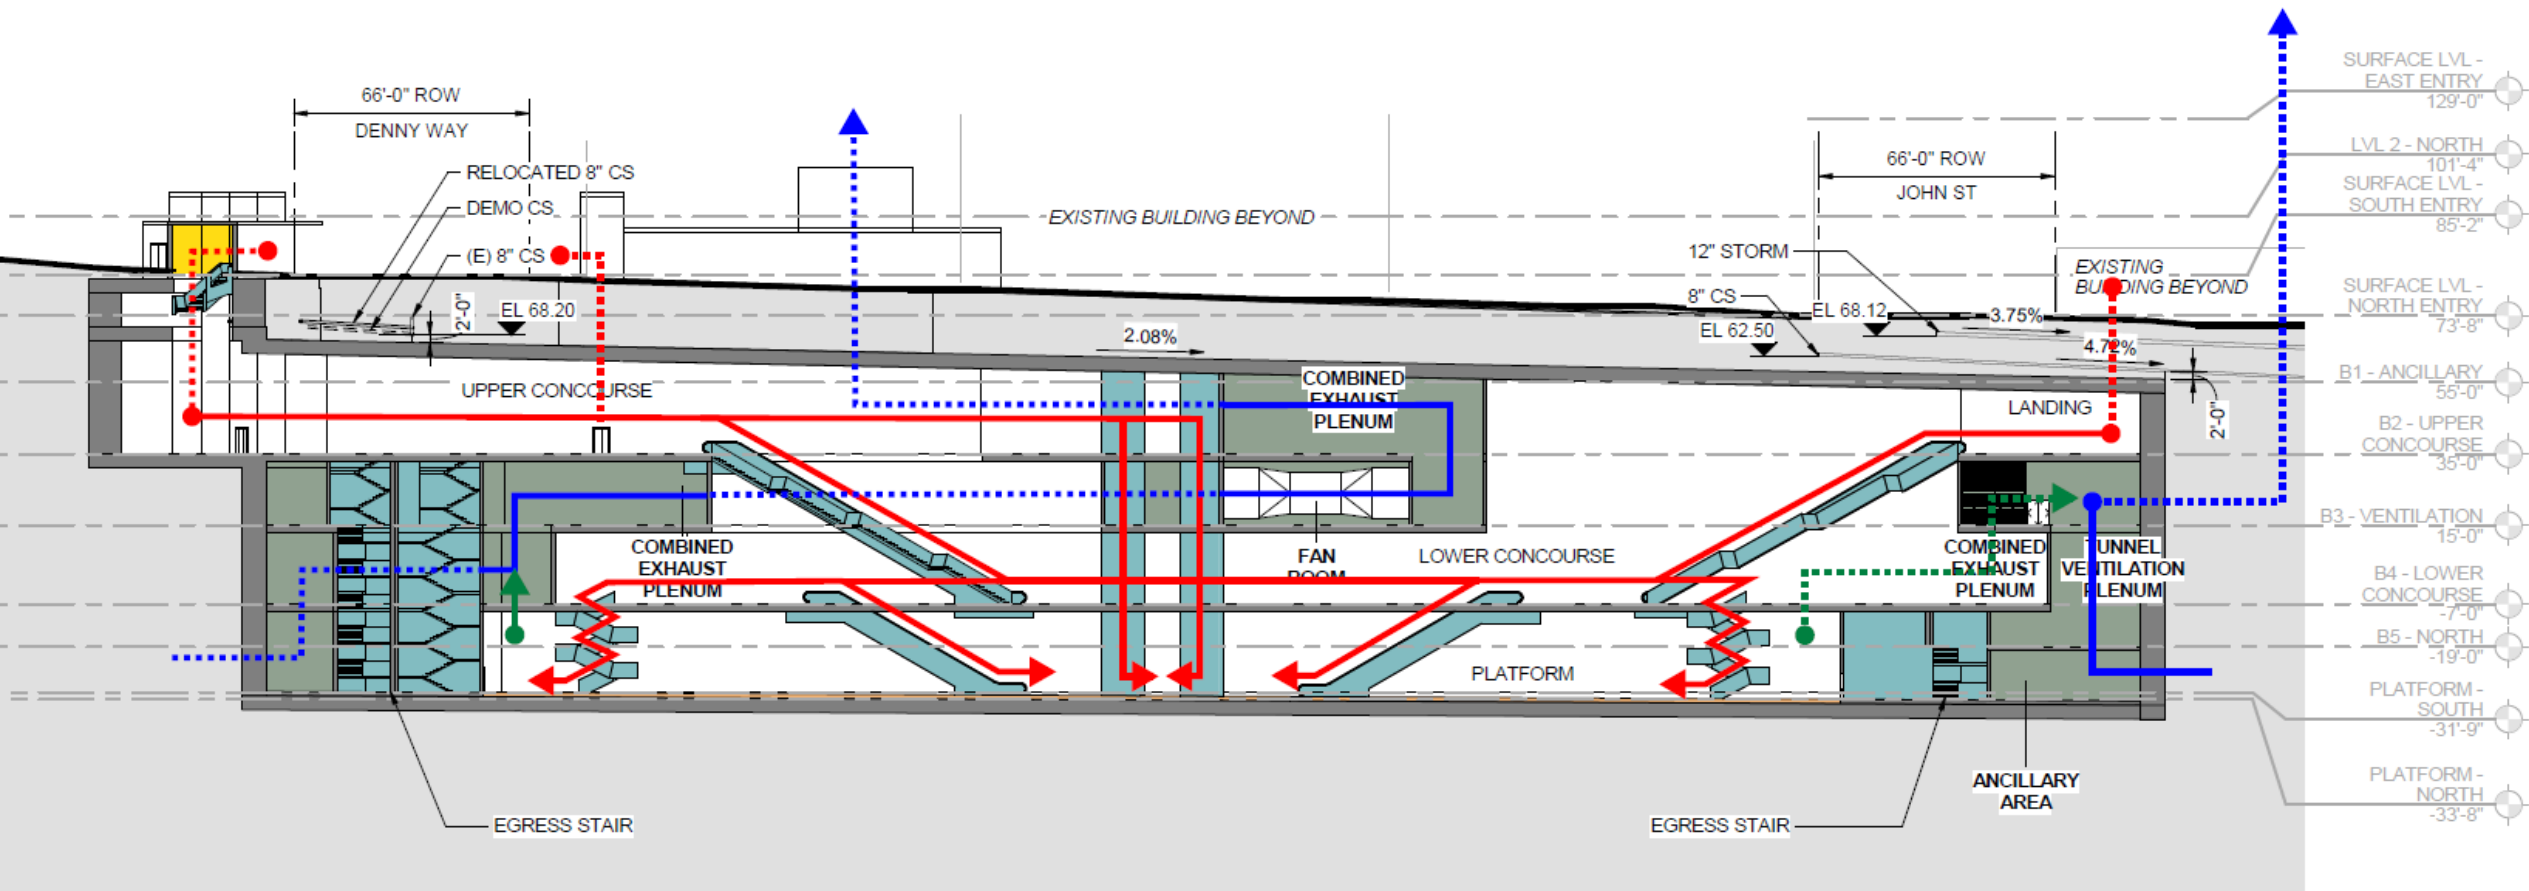 66'-0" ROW
DENNY WAY
RELOCATED 8" CS
DEMO CS
(E) 8" CS
2'-0"
EL 68.20
EXISTING BUILDING BEYOND
66'-0" ROW
JOHN ST
12" STORM
8" CS
EL 68.12
EL 62.50
EXISTING
BUILDING BEYOND
3.75%
4.72%
2.08%
2'-0"
UPPER CONCOURSE
COMBINED
EXHAUST
PLENUM
LANDING
COMBINED
EXHAUST
PLENUM
FAN
ROOM
LOWER CONCOURSE
COMBINED
EXHAUST
PLENUM
TUNNEL
VENTILATION
PLENUM
PLATFORM
ANCILLARY
AREA
EGRESS STAIR
EGRESS STAIR
SURFACE LVL -
EAST ENTRY
129'-0"
LVL 2 - NORTH
101'-4"
SURFACE LVL -
SOUTH ENTRY
85'-2"
SURFACE LVL -
NORTH ENTRY
73'-8"
B1 - ANCILLARY
55'-0"
B2 - UPPER
CONCOURSE
35'-0"
B3 - VENTILATION
15'-0"
B4 - LOWER
CONCOURSE
-7'-0"
B5 - NORTH
-19'-0"
PLATFORM -
SOUTH
-31'-9"
PLATFORM -
NORTH
-33'-8"